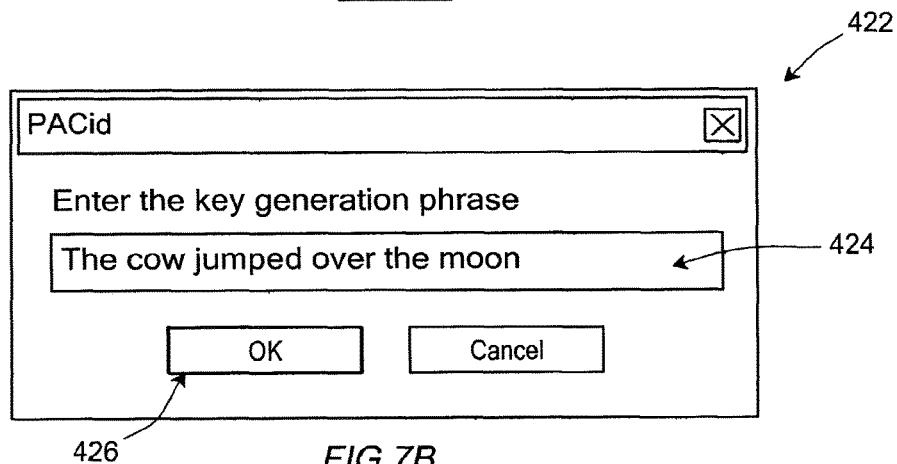 422
PACid
Enter the key generation phrase
The cow jumped over the moon
424
OK Cancel
426
FIG 7B